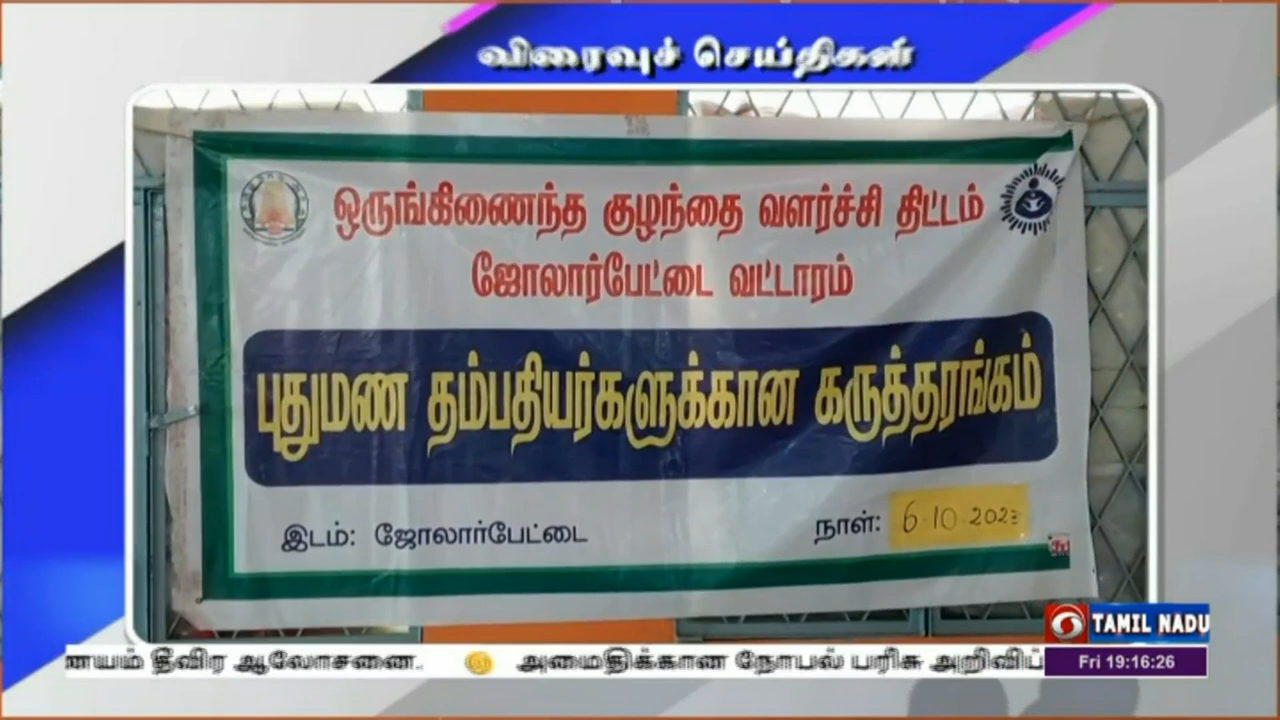 விரைவுச் செய்திகள்
ஒருங்கிணைந்த குழந்தை வளர்ச்சி திட்டம்
ஜோலார்பேட்டை வட்டாரம்
புதுமண தம்பதியர்களுக்கான கருத்தரங்கம்
இடம்: ஜோலார்பேட்டை
நாள்: 6-10-2023
TAMIL NADU
தீவிர ஆலோசனை. அமைதிக்கான நோபல் பரிசு
Fri 19:16:26